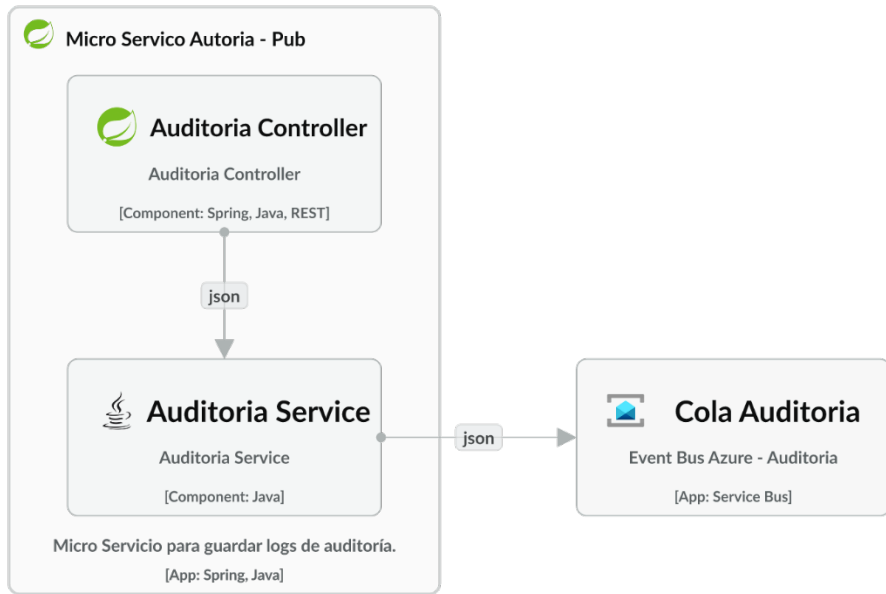 Micro Servico Autoria - Pub
Auditoria Controller
Auditoria Controller
[Component: Spring, Java, REST]
json
Auditoria Service
Auditoria Service
[Component: Java]
json
Cola Auditoria
Event Bus Azure - Auditoria
[App: Service Bus]
Micro Servicio para guardar logs de auditoría.
[App: Spring, Java]